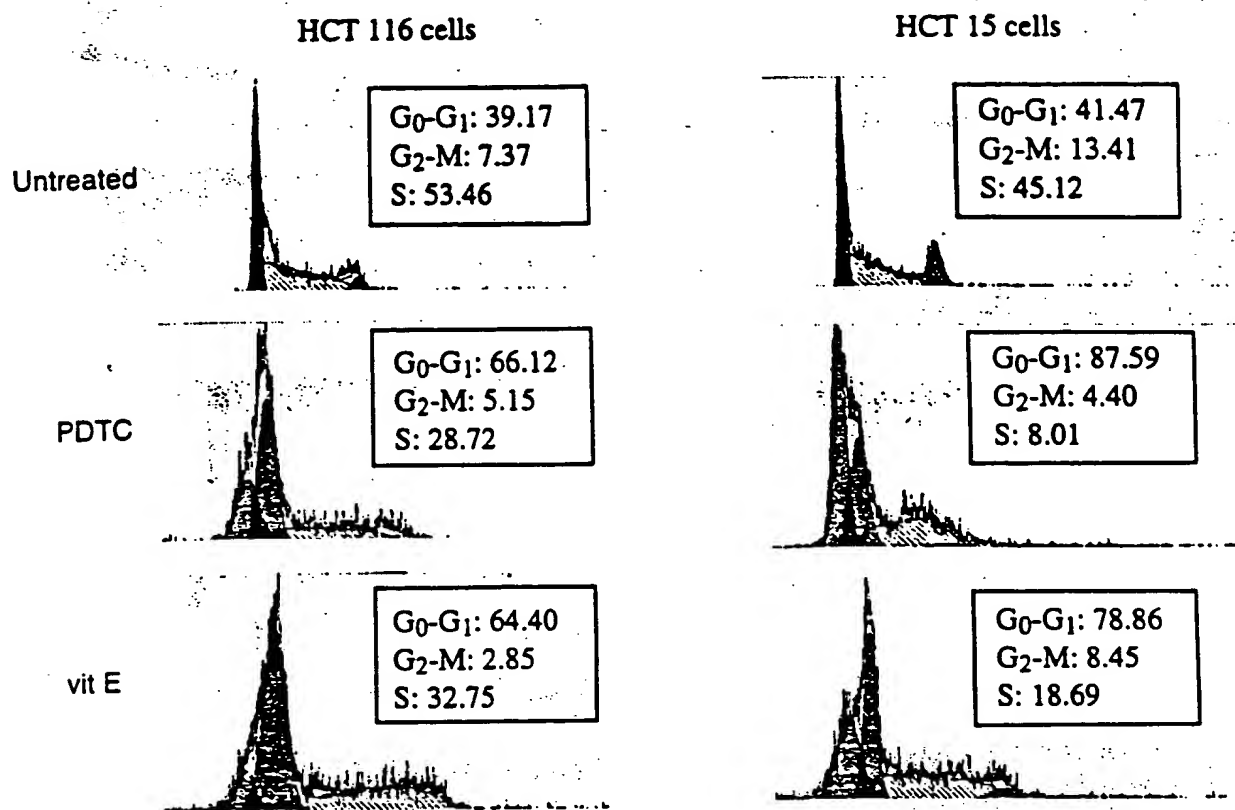 HCT 116 cells
HCT 15 cells
Untreated
G0-G1: 39.17
G2-M: 7.37
S: 53.46
G0-G1: 41.47
G2-M: 13.41
S: 45.12
PDTC
G0-G1: 66.12
G2-M: 5.15
S: 28.72
G0-G1: 87.59
G2-M: 4.40
S: 8.01
vit E
G0-G1: 64.40
G2-M: 2.85
S: 32.75
G0-G1: 78.86
G2-M: 8.45
S: 18.69